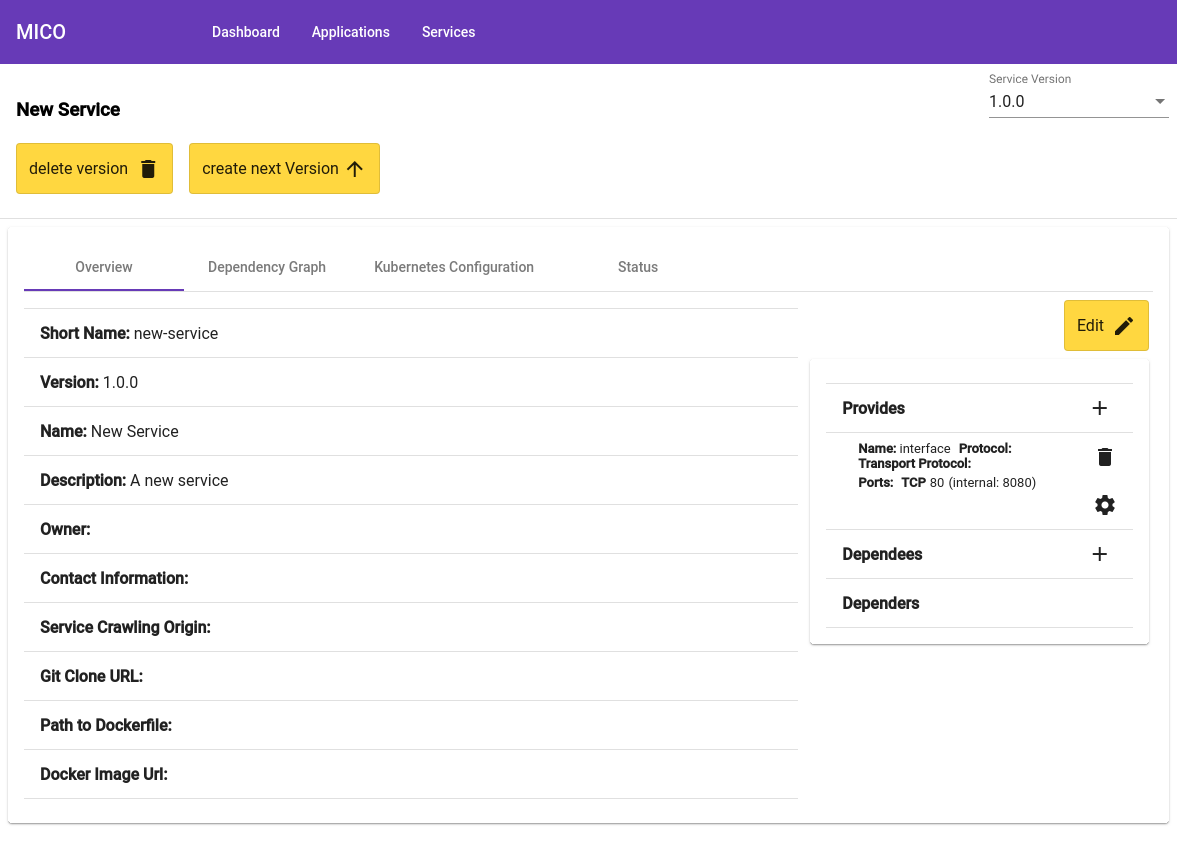 MICO
Dashboard Applications Services
Service Version
1.0.0
New Service
delete version
create next Version
Overview Dependency Graph Kubernetes Configuration Status
Short Name: new-service
Version: 1.0.0
Name: New Service
Description: A new service
Owner:
Contact Information:
Service Crawling Origin:
Git Clone URL:
Path to Dockerfile:
Docker Image Url:
Edit
Provides
Name: interface Protocol:
Transport Protocol:
Ports: TCP 80 (internal: 8080)
Dependees
Dependers